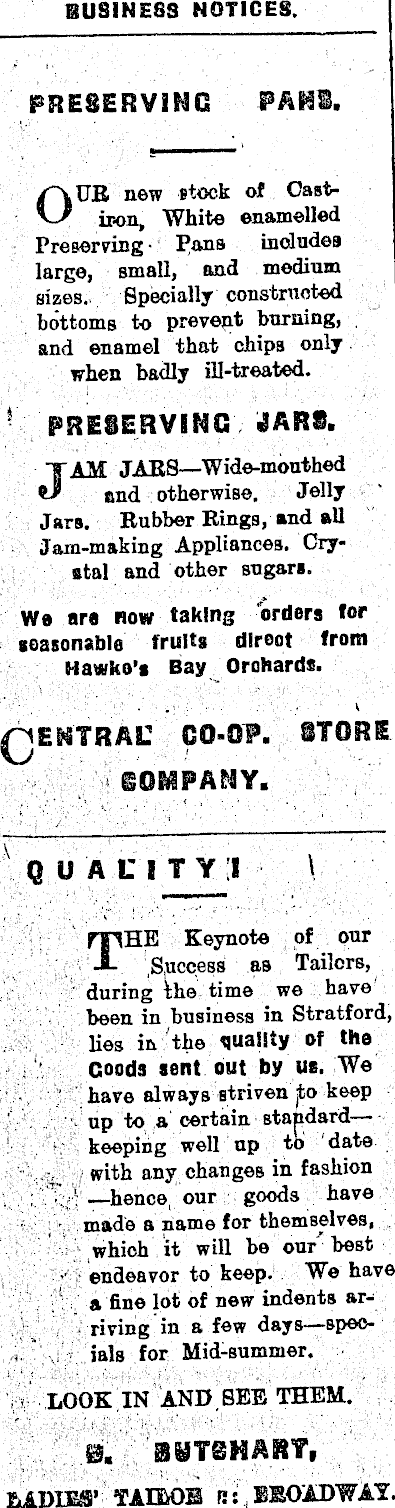 BUSINESS NOTICES.
PRESERVING PANS.
OUR new stock of Cast-
iron, White enamelled
Preserving Pans includes
large, small, and medium
sizes. Specially constructed
bottoms to prevent burning,
and enamel that chips only
when badly ill-treated.
PRESERVING JARS.
JAM JARS—Wide-mouthed
and otherwise. Jelly
Jars. Rubber Rings, and all
Jam-making Appliances. Cry-
stal and other sugars.
We are now taking orders for
seasonable fruits direct from
Hawke's Bay Orchards.
CENTRAL CO-OP. STORE
COMPANY.
QUALITY!
THE Keynote of our
Success as Tailors,
during the time we have
been in business in Stratford,
lies in the quality of the
Goods sent out by us. We
have always striven to keep
up to a certain standard—
keeping well up to date
with any changes in fashion
—hence our goods have
made a name for themselves,
which it will be our best
endeavor to keep. We have
a fine lot of new indents ar-
riving in a few days—spec-
ials for Mid-summer.
LOOK IN AND SEE THEM.
BUTCHART,
LADIES' TAILOR :: BROADWAY.